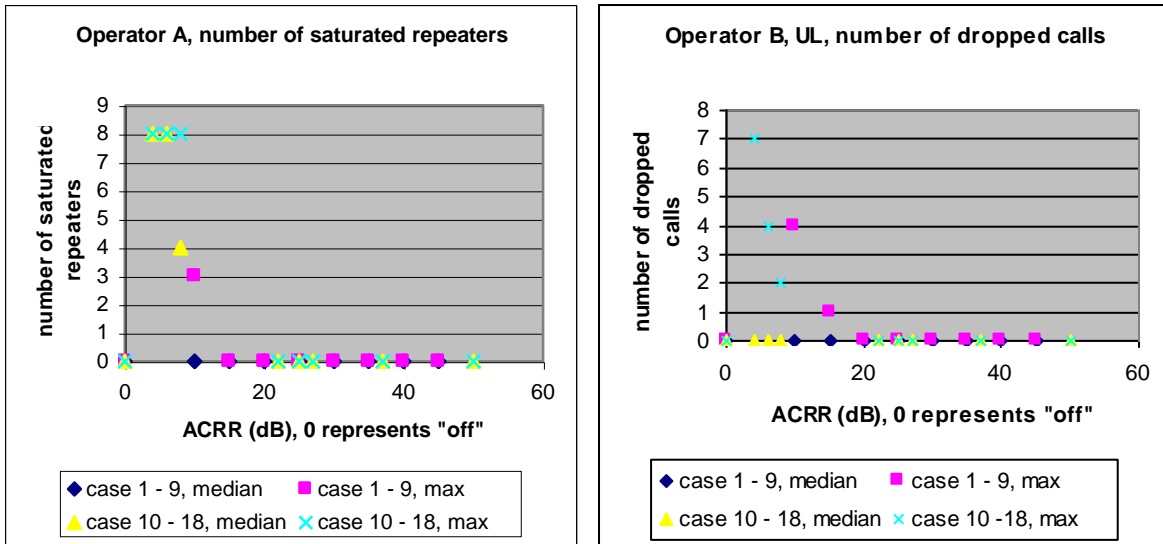 Operator A, number of saturated repeaters
number of saturated
repeaters
9
8
7
6
5
4
3
2
1
0
0 20 40 60
ACRR (dB), 0 represents "off"
case 1 - 9, median case 1 - 9, max
case 10 - 18, median case 10 - 18, max
Operator B, UL, number of dropped calls
number of dropped
calls
8
7
6
5
4
3
2
1
0
0 20 40 60
ACRR (dB), 0 represents "off"
case 1 - 9, median case 1 - 9, max
case 10 - 18, median case 10 -18, max